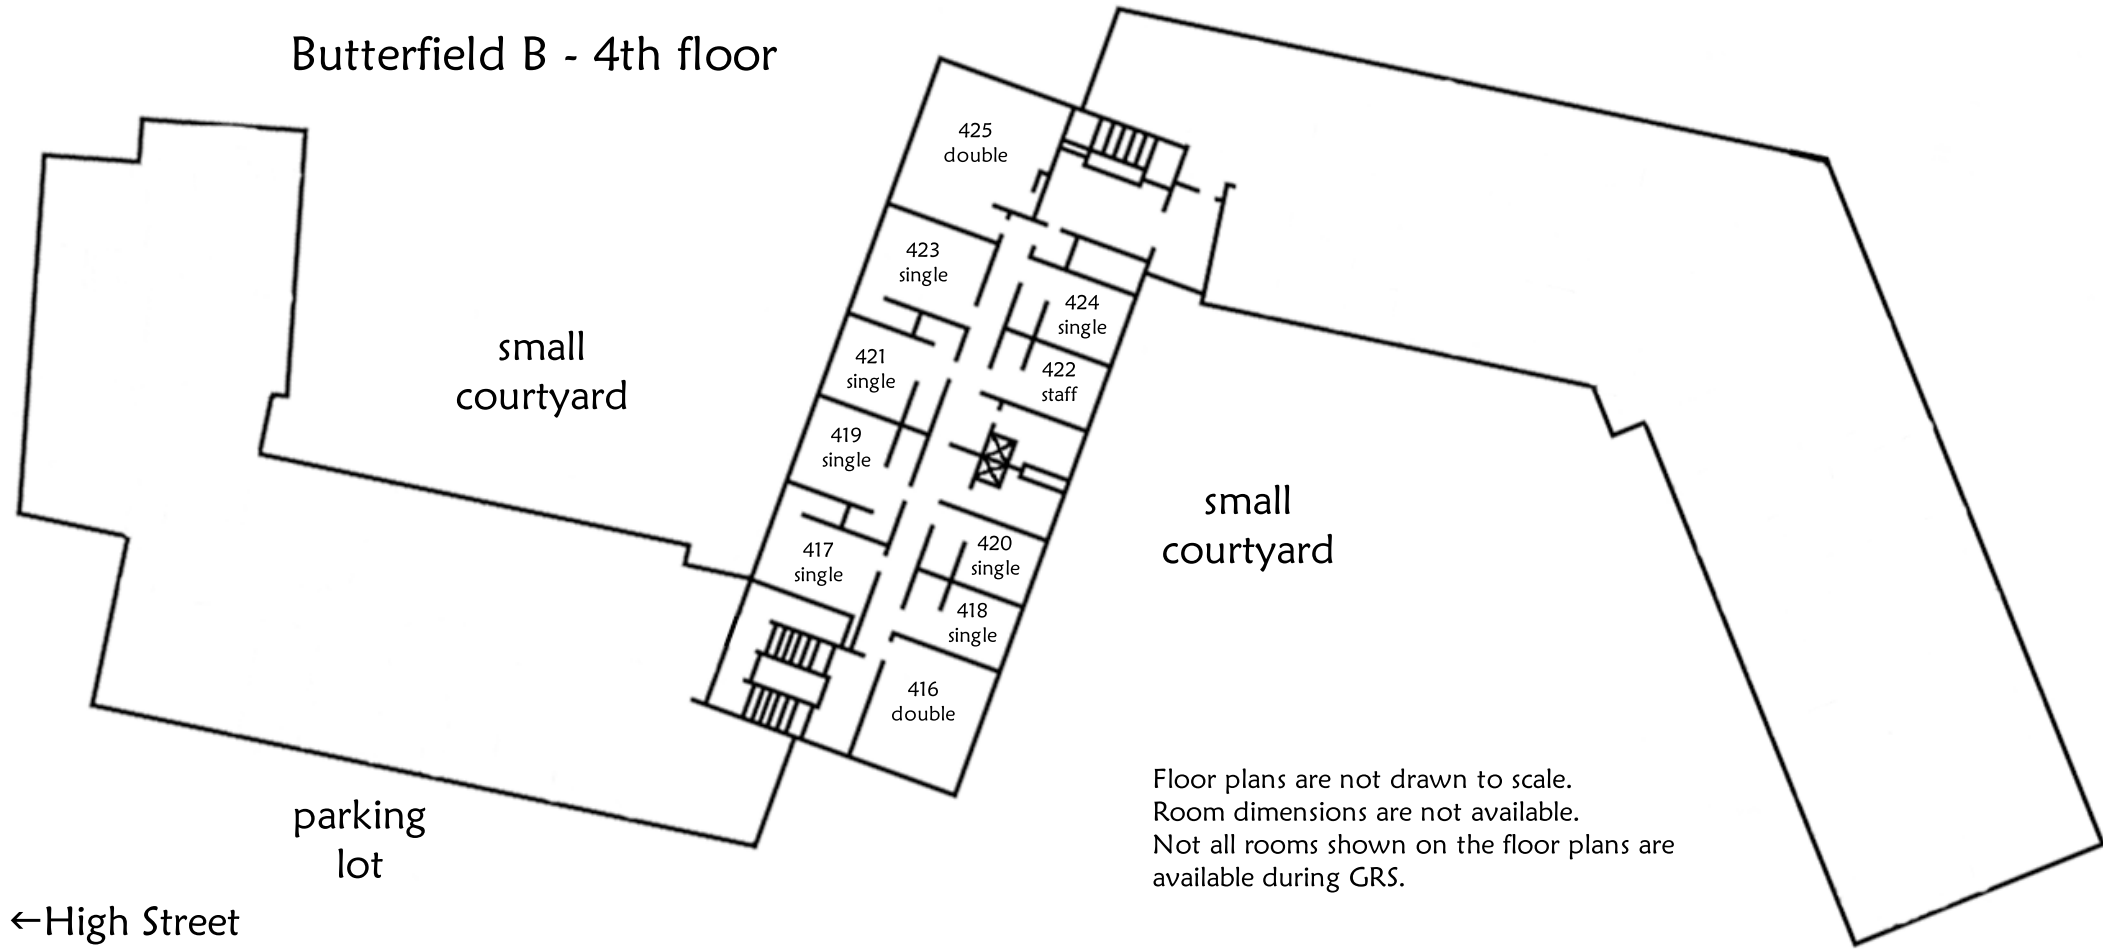 Butterfield B - 4th floor
425
double
423
single
424
single
421
single
422
staff
419
single
417
single
420
single
418
single
416
double
small
courtyard
small
courtyard
parking
lot
←High Street
Floor plans are not drawn to scale.
Room dimensions are not available.
Not all rooms shown on the floor plans are
available during GRS.